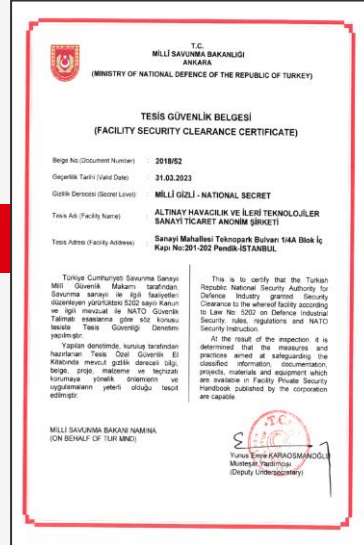 T.C.
MİLLİ SAVUNMA BAKANLIĞI
ANKARA
(MINISTRY OF NATIONAL DEFENCE OF THE REPUBLIC OF TURKEY)
TESİS GÜVENLİK BELGESİ
(FACILITY SECURITY CLEARANCE CERTIFICATE)
Belge No (Document Number) : 2018/52
Geçerlilik Tarihi (Valid Date) : 31.03.2023
Gizlilik Derecesi (Secret Level) : MİLLİ GİZLİ - NATIONAL SECRET
Tesis Adı (Facility Name) : ALTINAY HAVACILIK VE İLERİ TEKNOLOJİLER
SANAYİ TİCARET ANONİM ŞİRKETİ
Tesis Adresi (Facility Address) : Sanayi Mahallesi Teknopark Bulvarı 1/4A Blok İç
Kapı No:201-202 Pendik-İSTANBUL
Türkiye Cumhuriyeti Savunma Sanayi
Milli Güvenlik Makamı tarafından,
Savunma sanayii ile ilgili faaliyetleri
düzenleyen yürürlükteki 5202 sayılı Kanun
ve ilgili mevzuat ile NATO Güvenlik
Talimatı esaslarına göre söz konusu
tesiste Tesis Güvenliği Denetimi
yapılmıştır.
Yapılan denetimde, kuruluş tarafından
hazırlanan Tesis Özel Güvenlik El
Kitabında mevcut gizlilik dereceli bilgi,
belge, proje, malzeme ve teçhizatı
korumaya yönelik önlemlerin ve
uygulamaların yeterli olduğu tespit
edilmiştir.
This is to certify that the Turkish
Republic National Security Authority for
Defence Industry granted Security
Clearance to the whereof facility according
to Law No: 5202 on Defence Industrial
Security, rules, regulations and NATO
Security Instruction.
At the result of the inspection, it is
determined that the measures and
practices aimed at safeguarding the
classified information, documentation,
projects, materials and equipment which
are available in Facility Private Security
Handbook published by the corporation
are capable.
MİLLİ SAVUNMA BAKANI NAMINA
(ON BEHALF OF TUR MND)
Yunus Emre KARAOSMANOĞLU
Müsteşar Yardımcısı
(Deputy Undersecretary)